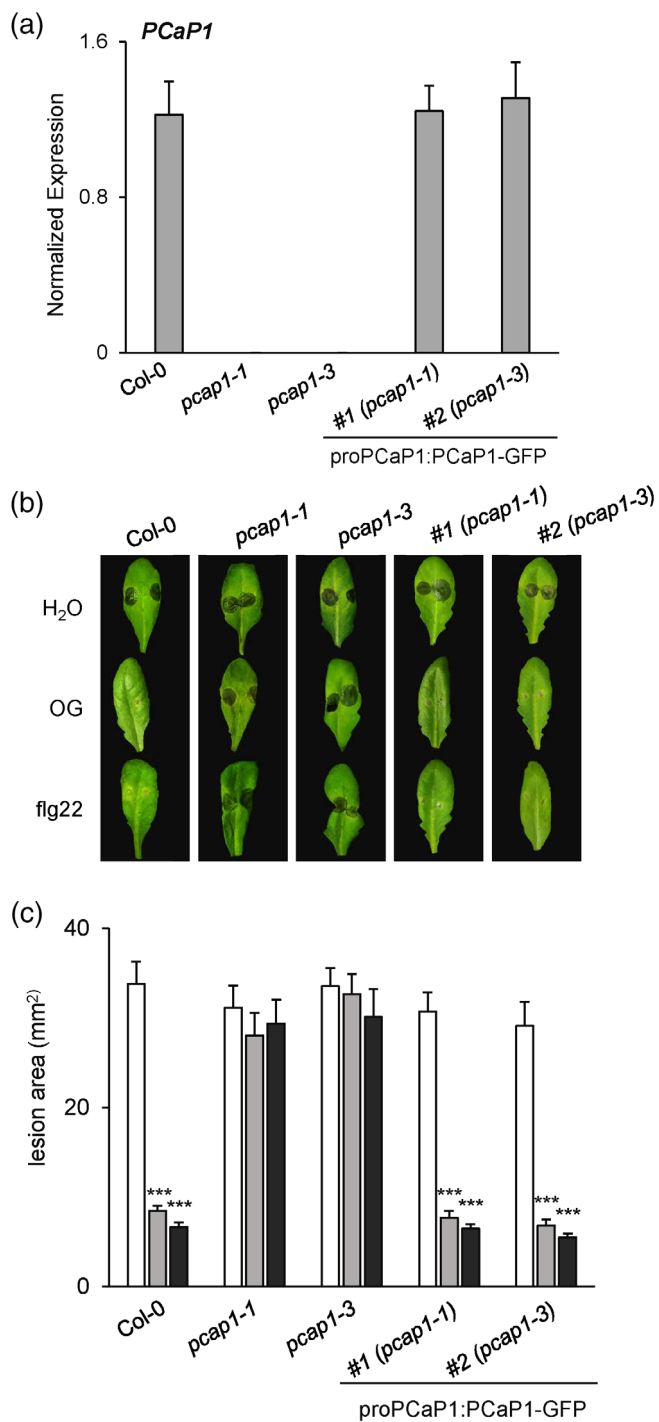 (a)
PCaP1
1.6
0.8
0
Normalized Expression
Col-0
pcap1-1
pcap1-3
#1 (pcap1-1)
#2 (pcap1-3)
proPCaP1:PCaP1-GFP
(b)
Col-0
pcap1-1
pcap1-3
#1 (pcap1-1)
#2 (pcap1-3)
H₂O
OG
flg22
(c)
40
20
0
lesion area (mm²)
*** ***
*** ***
*** ***
Col-0
pcap1-1
pcap1-3
#1 (pcap1-1)
#2 (pcap1-3)
proPCaP1:PCaP1-GFP